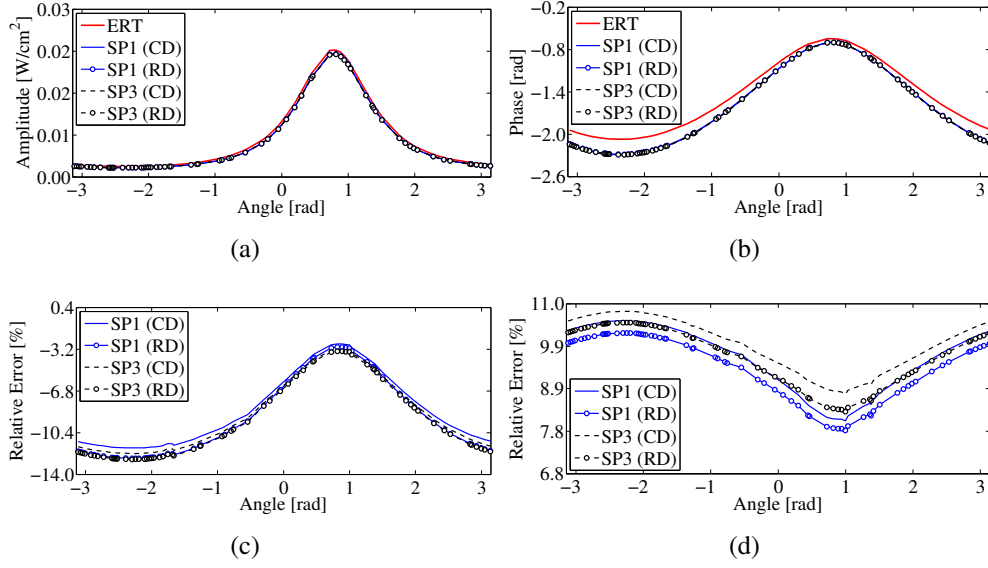 0.03
0.02
0.02
0.01
0.00
Amplitude [W/cm²]
ERT
SP1 (CD)
SP1 (RD)
SP3 (CD)
SP3 (RD)
−3 −2 −1 0 1 2 3
Angle [rad]
(a)
−0.2
−0.8
−1.4
−2.0
−2.6
Phase [rad]
ERT
SP1 (CD)
SP1 (RD)
SP3 (CD)
SP3 (RD)
−3 −2 −1 0 1 2 3
Angle [rad]
(b)
0.4
−3.2
−6.8
−10.4
−14.0
Relative Error [%]
SP1 (CD)
SP1 (RD)
SP3 (CD)
SP3 (RD)
−3 −2 −1 0 1 2 3
Angle [rad]
(c)
11.0
9.9
8.9
7.8
6.8
Relative Error [%]
SP1 (CD)
SP1 (RD)
SP3 (CD)
SP3 (RD)
−3 −2 −1 0 1 2 3
Angle [rad]
(d)